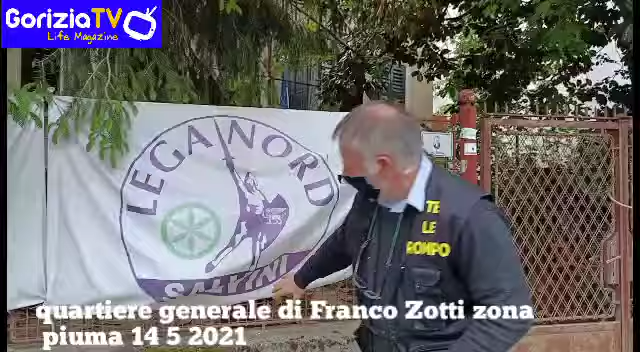 GoriziaTV
Life Magazine
LEGA NORD
SALVINI
TE
LE
ROMPO
quartiere generale di Franco Zotti zona
piuma 14 5 2021